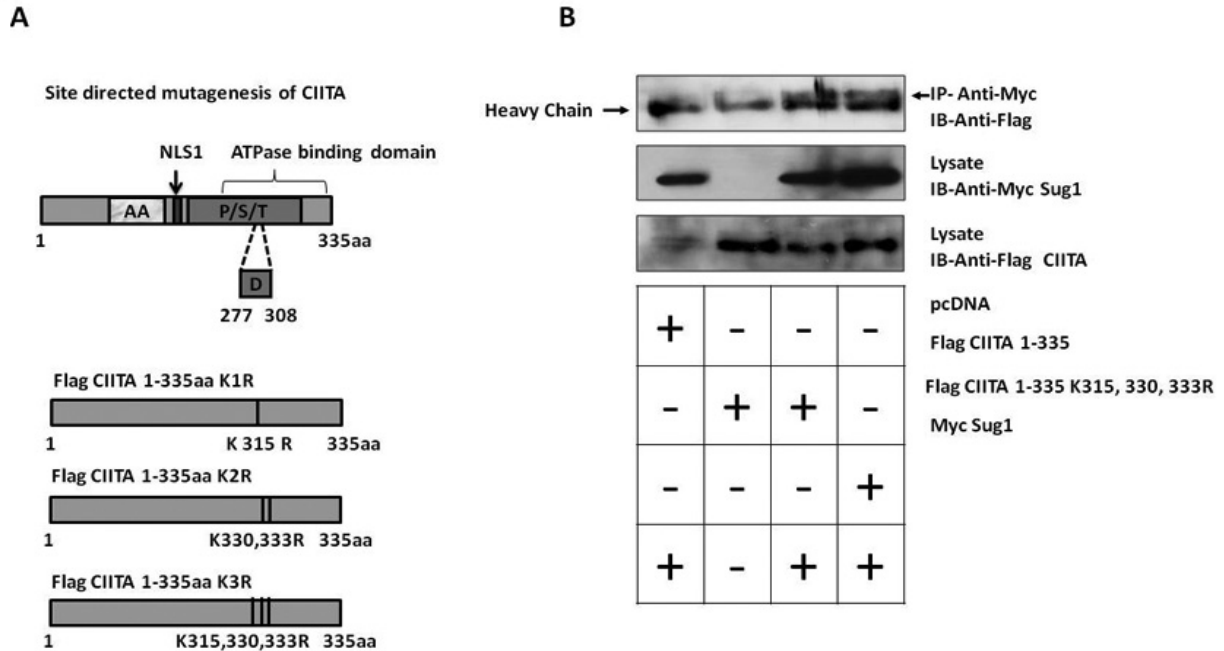 A
Site directed mutagenesis of CIITA
NLS1
ATPase binding domain
AA
P/S/T
1
335aa
D
277 308
Flag CIITA 1-335aa K1R
1
K 315 R
335aa
Flag CIITA 1-335aa K2R
1
K330,333R
335aa
Flag CIITA 1-335aa K3R
1
K315,330,333R
335aa
B
Heavy Chain
IP- Anti-Myc
IB-Anti-Flag
Lysate
IB-Anti-Myc Sug1
Lysate
IB-Anti-Flag CIITA
+ - - -
pcDNA
Flag CIITA 1-335
- + + -
Flag CIITA 1-335 K315, 330, 333R
Myc Sug1
- - - +
+ - + +